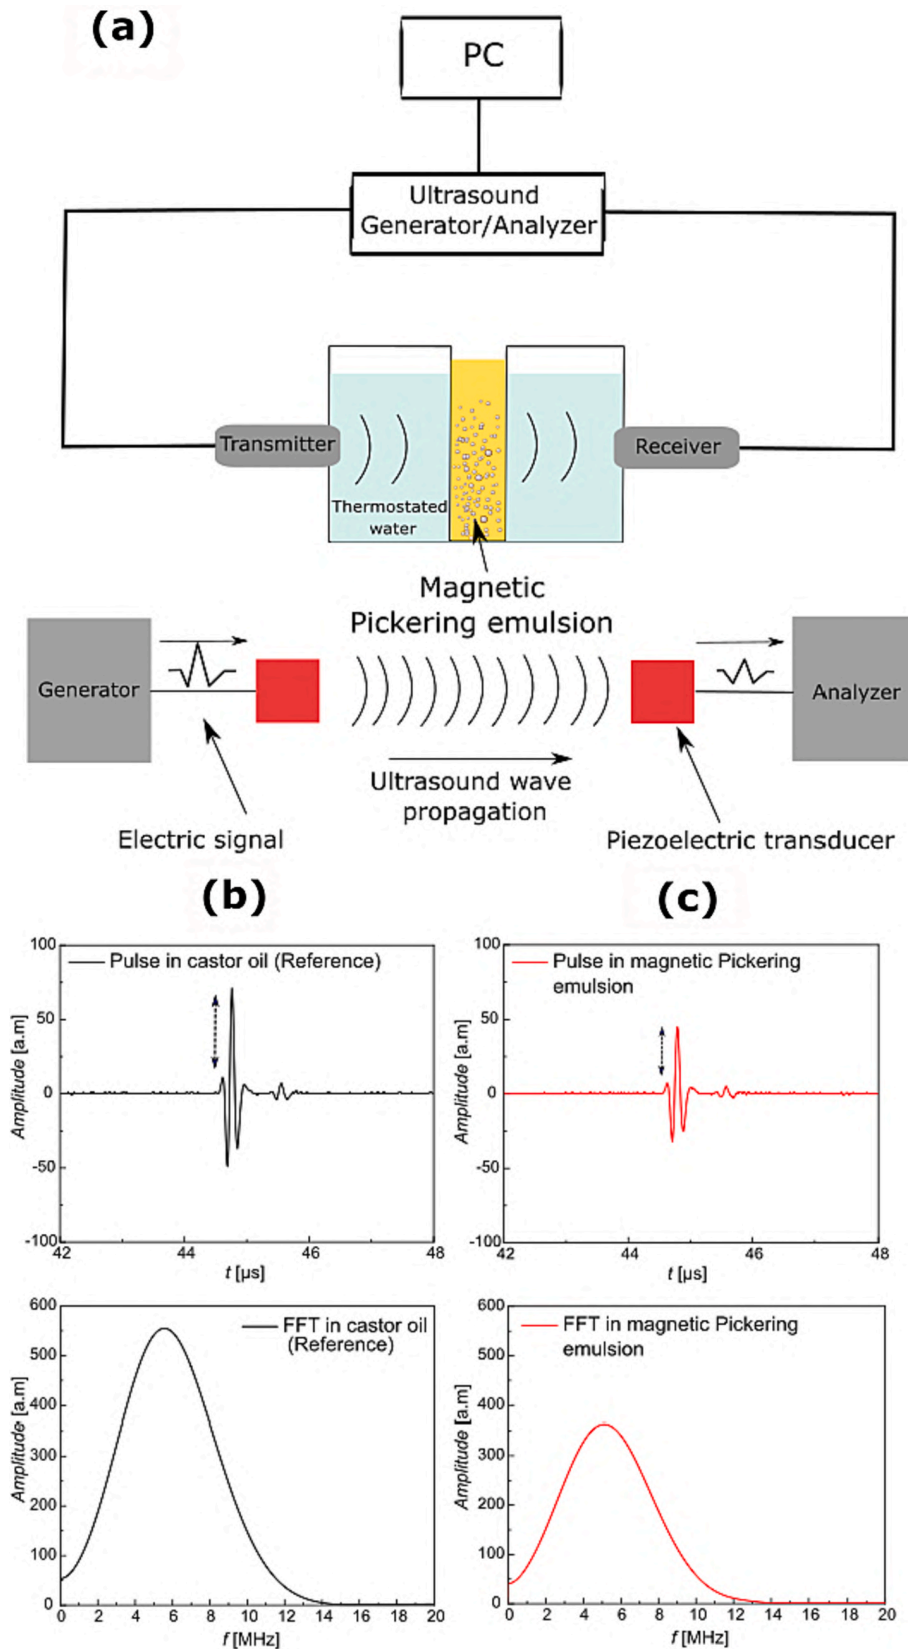 (a)
PC
Ultrasound
Generator/Analyzer
Transmitter
Receiver
Thermostated
water
Magnetic
Pickering emulsion
Generator
Analyzer
Ultrasound wave
propagation
Electric signal
Piezoelectric transducer
(b)
100
50
0
-50
-100
Amplitude [a.m]
Pulse in castor oil (Reference)
42
44
46
48
t [µs]
(c)
100
50
0
-50
-100
Amplitude [a.m]
Pulse in magnetic Pickering
emulsion
42
44
46
48
t [µs]
600
500
400
300
200
100
0
Amplitude [a.m]
FFT in castor oil
(Reference)
0 2 4 6 8 10 12 14 16 18 20
f [MHz]
600
500
400
300
200
100
0
Amplitude [a.m]
FFT in magnetic Pickering
emulsion
0 2 4 6 8 10 12 14 16 18 20
f [MHz]